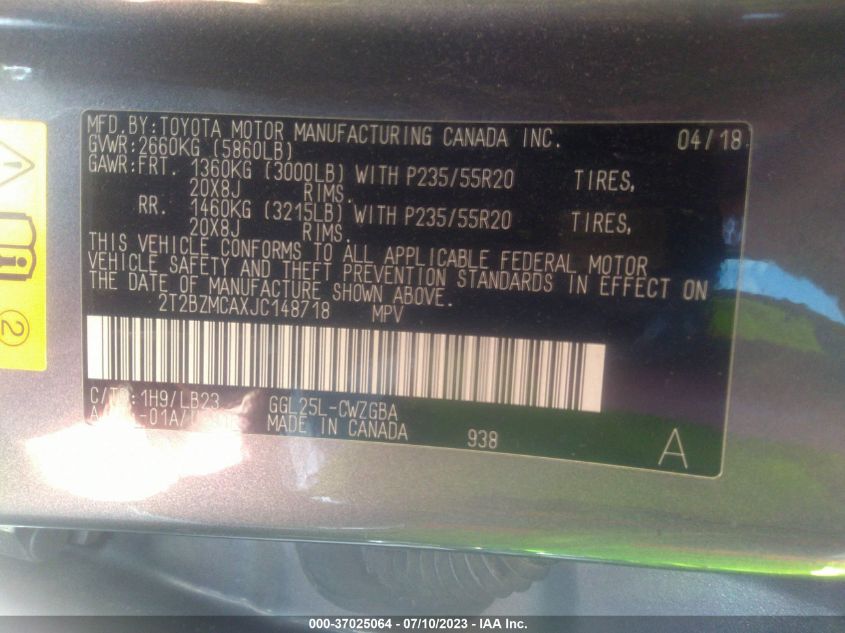 MFD.BY:TOYOTA MOTOR MANUFACTURING CANADA INC. 04/18
GVWR:2660KG (5860LB)
GAWR:FRT. 1360KG (3000LB) WITH P235/55R20 TIRES,
20X8J RIMS.
RR. 1460KG (3215LB) WITH P235/55R20 TIRES,
20X8J RIMS.
THIS VEHICLE CONFORMS TO ALL APPLICABLE FEDERAL MOTOR
VEHICLE SAFETY AND THEFT PREVENTION STANDARDS IN EFFECT ON
THE DATE OF MANUFACTURE SHOWN ABOVE.
2T2BZMCAXJC148718 MPV
C/TR:1H9/LB23 GGL25L-CWZGBA
MADE IN CANADA 938 A
2
000-37025064 - 07/10/2023 - IAA Inc.